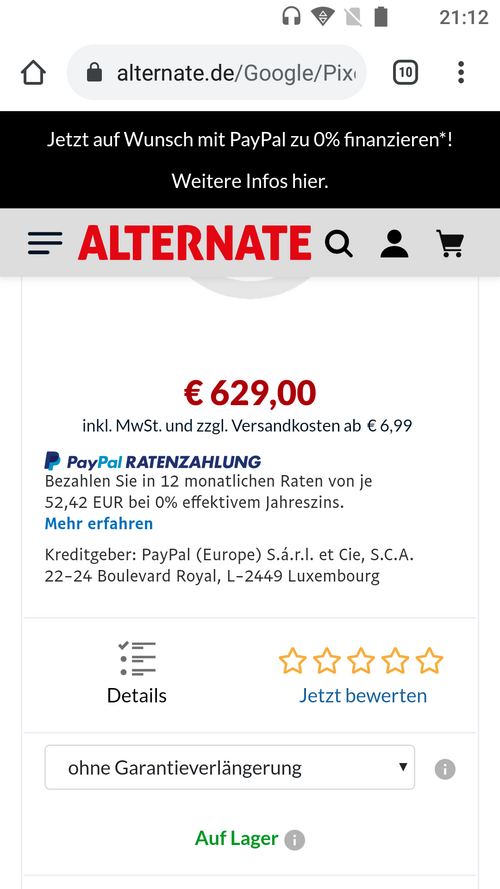 21:12
alternate.de/Google/Pix
10
Jetzt auf Wunsch mit PayPal zu 0% finanzieren*!
Weitere Infos hier.
ALTERNATE
€ 629,00
inkl. MwSt. und zzgl. Versandkosten ab € 6,99
PayPal RATENZAHLUNG
Bezahlen Sie in 12 monatlichen Raten von je
52,42 EUR bei 0% effektivem Jahreszins.
Mehr erfahren
Kreditgeber: PayPal (Europe) S.á.r.l. et Cie, S.C.A.
22-24 Boulevard Royal, L-2449 Luxembourg
Details
Jetzt bewerten
ohne Garantieverlängerung
Auf Lager